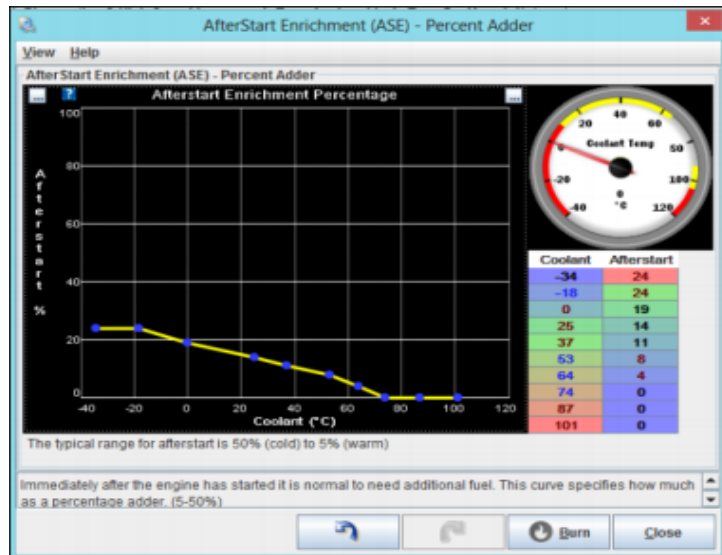 AfterStart Enrichment (ASE) - Percent Adder
View Help
AfterStart Enrichment (ASE) - Percent Adder
... ? Afterstart Enrichment Percentage ...
100
80
60
40
20
0
Afterstart %
-40 -20 0 20 40 60 80 100 120
Coolant (°C)
-40 -20 0 20 40 60 50 100 120
Coolant Temp
0
°C
Coolant Afterstart
-34 24
-18 24
0 19
25 14
37 11
53 8
64 4
74 0
87 0
101 0
The typical range for afterstart is 50% (cold) to 5% (warm)
Immediately after the engine has started it is normal to need additional fuel. This curve specifies how much
as a percentage adder. (5-50%)
Burn Close